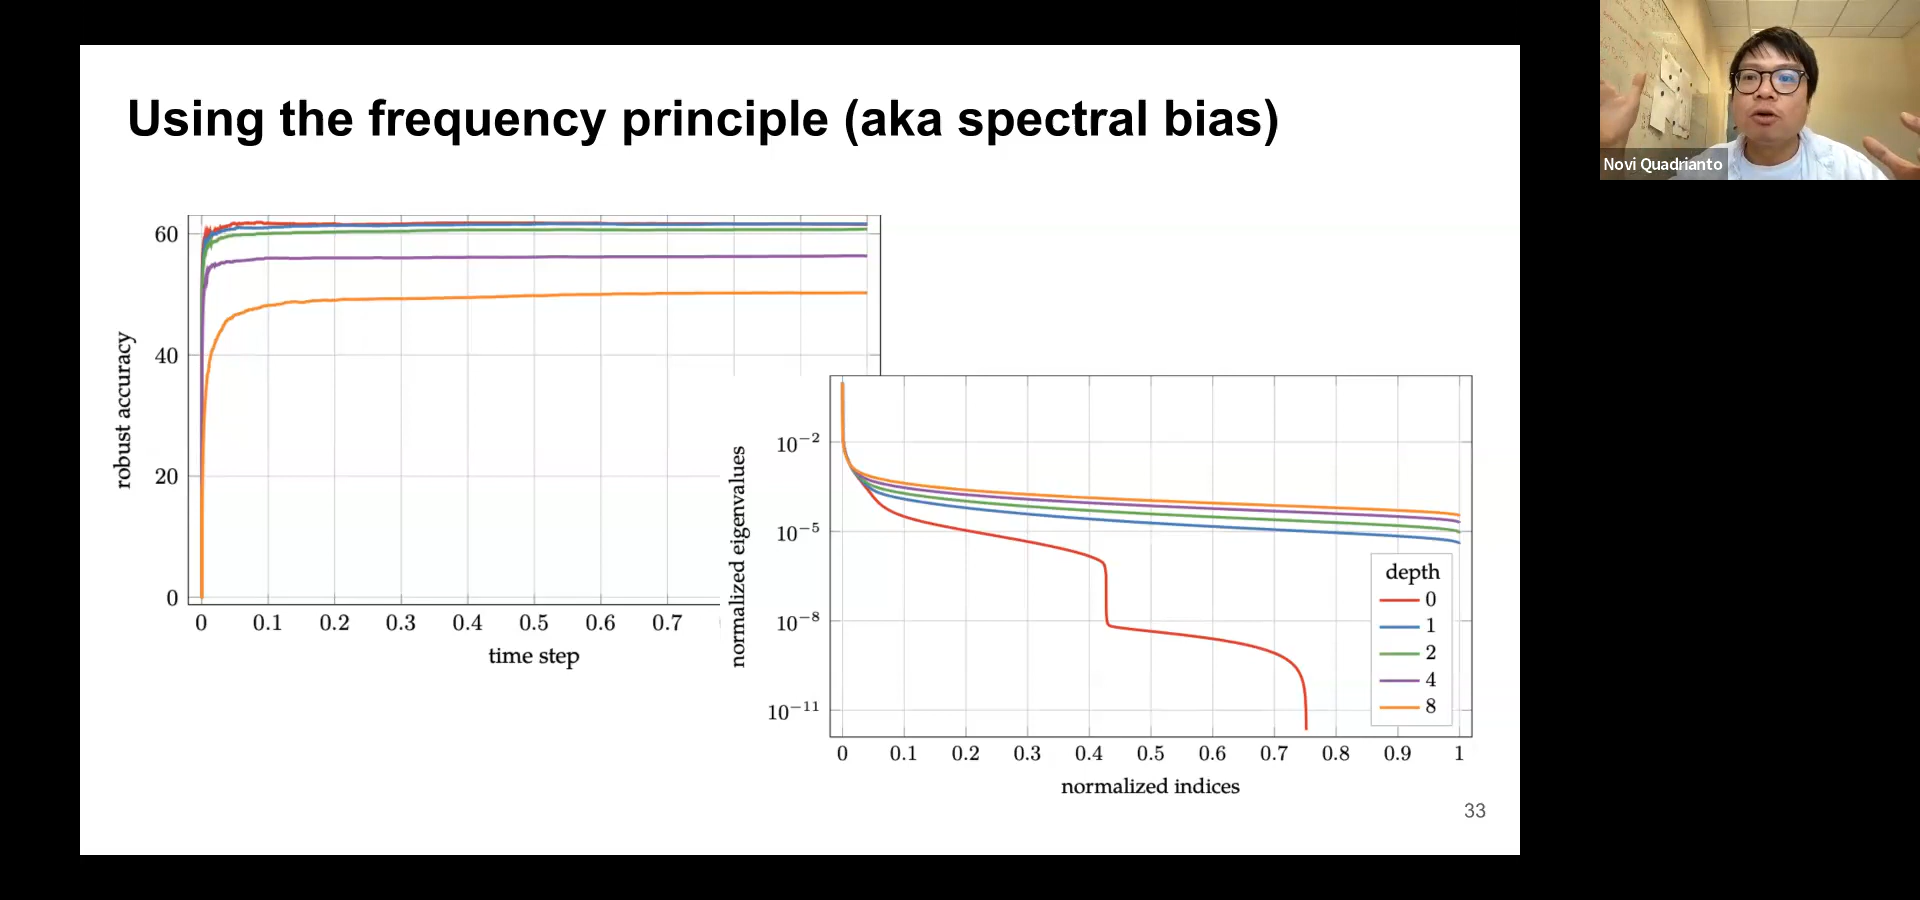 Using the frequency principle (aka spectral bias)
Novi Quadrianto
60
40
20
0
robust accuracy
0 0.1 0.2 0.3 0.4 0.5 0.6 0.7
time step
10−2
10−5
10−8
10−11
normalized eigenvalues
depth
0
1
2
4
8
0 0.1 0.2 0.3 0.4 0.5 0.6 0.7 0.8 0.9 1
normalized indices
33